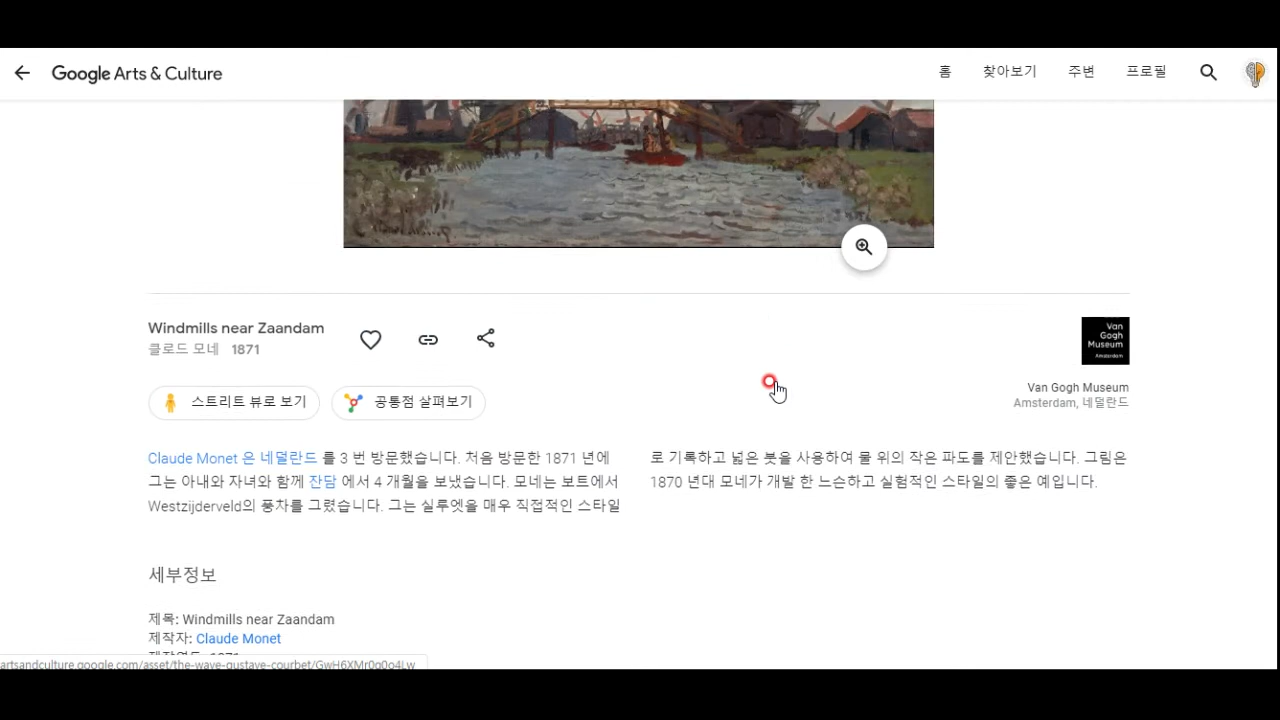 Google Arts & Culture
홈 찾아보기 주변 프로필
Windmills near Zaandam
클로드 모네 1871
Van
Gogh
Museum
Amsterdam
스트리트 뷰로 보기
공통점 살펴보기
Van Gogh Museum
Amsterdam, 네덜란드
Claude Monet 은 네덜란드 를 3 번 방문했습니다. 처음 방문한 1871 년에
그는 아내와 자녀와 함께 잔담 에서 4 개월을 보냈습니다. 모네는 보트에서
Westzijderveld의 풍차를 그렸습니다. 그는 실루엣을 매우 직접적인 스타일
로 기록하고 넓은 붓을 사용하여 물 위의 작은 파도를 제안했습니다. 그림은
1870 년대 모네가 개발 한 느슨하고 실험적인 스타일의 좋은 예입니다.
세부정보
제목: Windmills near Zaandam
제작자: Claude Monet
제작연도: 1871
artsandculture.google.com/asset/the-wave-gustave-courbet/GwH6XMr0g0o4Lw